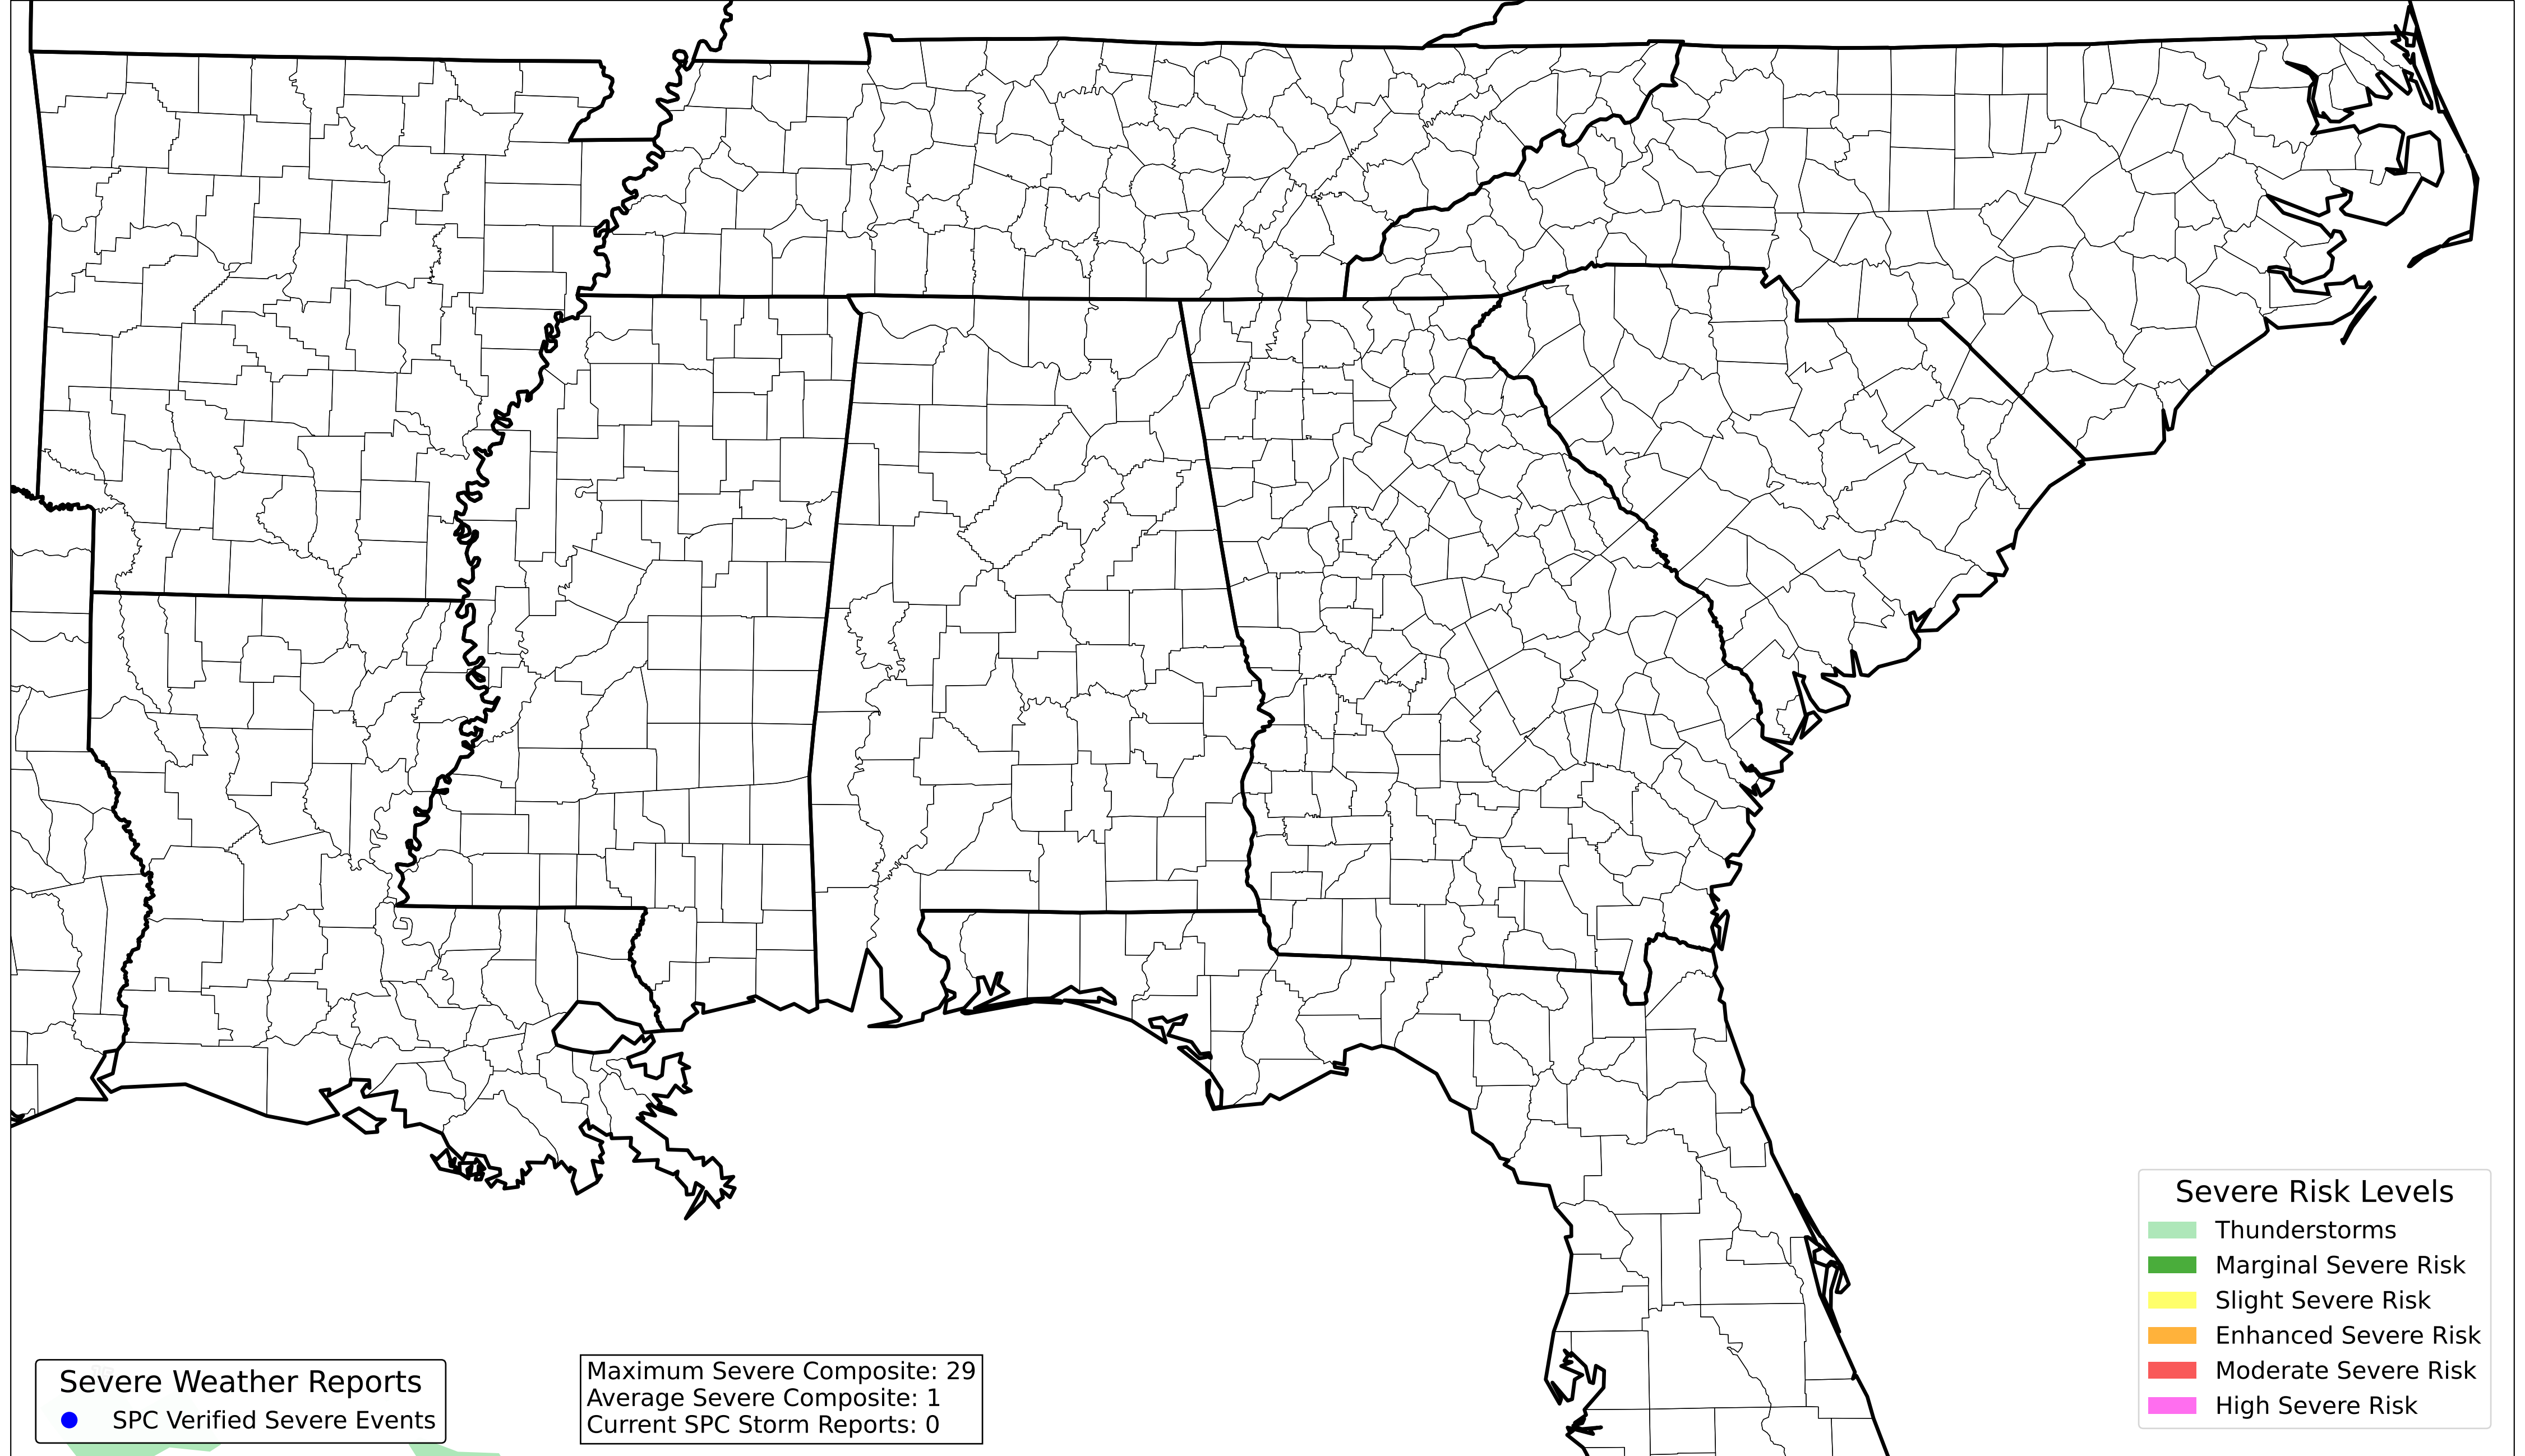 Severe Weather Reports
SPC Verified Severe Events
Maximum Severe Composite: 29
Average Severe Composite: 1
Current SPC Storm Reports: 0
Severe Risk Levels
Thunderstorms
Marginal Severe Risk
Slight Severe Risk
Enhanced Severe Risk
Moderate Severe Risk
High Severe Risk